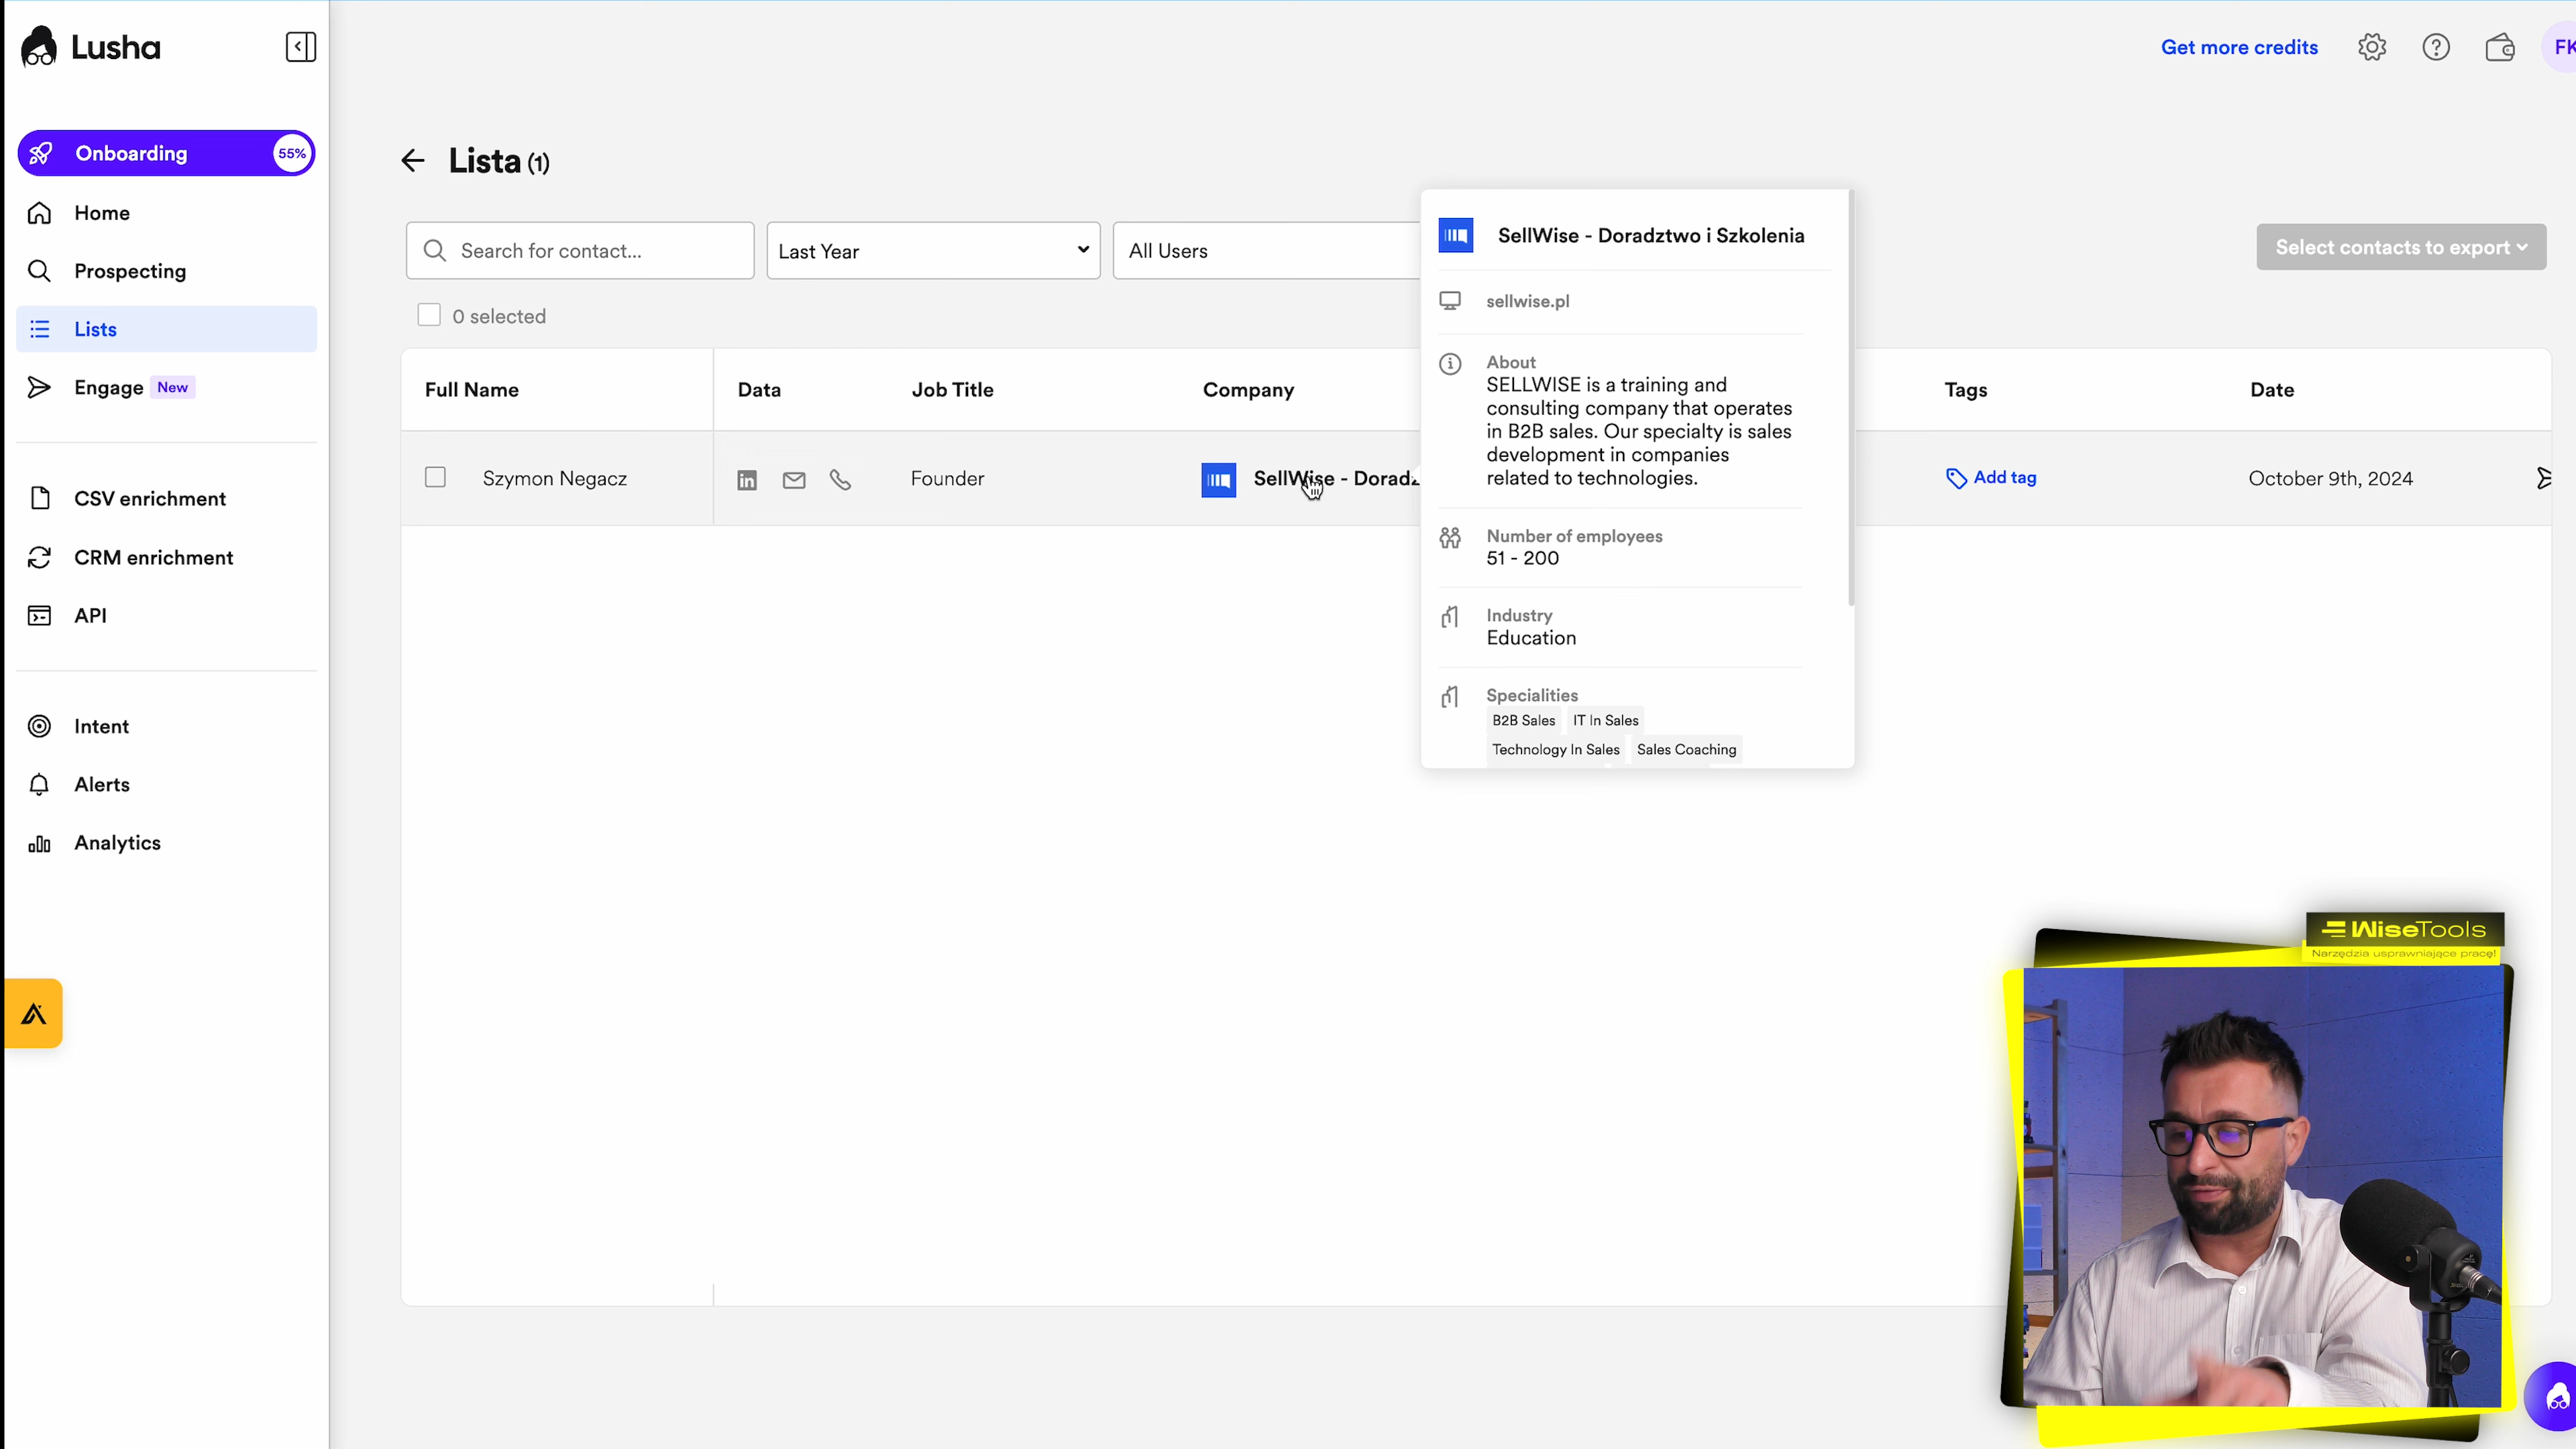 Lusha
Get more credits
FK
Onboarding
55%
Home
Prospecting
Lists
Engage New
CSV enrichment
CRM enrichment
API
Intent
Alerts
Analytics
Lista (1)
Search for contact...
Last Year
All Users
Select contacts to export
0 selected
Full Name
Data
Job Title
Company
Tags
Date
Szymon Negacz
Founder
SellWise - Doradz
Add tag
October 9th, 2024
SellWise - Doradztwo i Szkolenia
sellwise.pl
About
SELLWISE is a training and
consulting company that operates
in B2B sales. Our specialty is sales
development in companies
related to technologies.
Number of employees
51 - 200
Industry
Education
Specialities
B2B Sales IT In Sales
Technology In Sales Sales Coaching
WiseTools
Narzędzia usprawniające pracę!